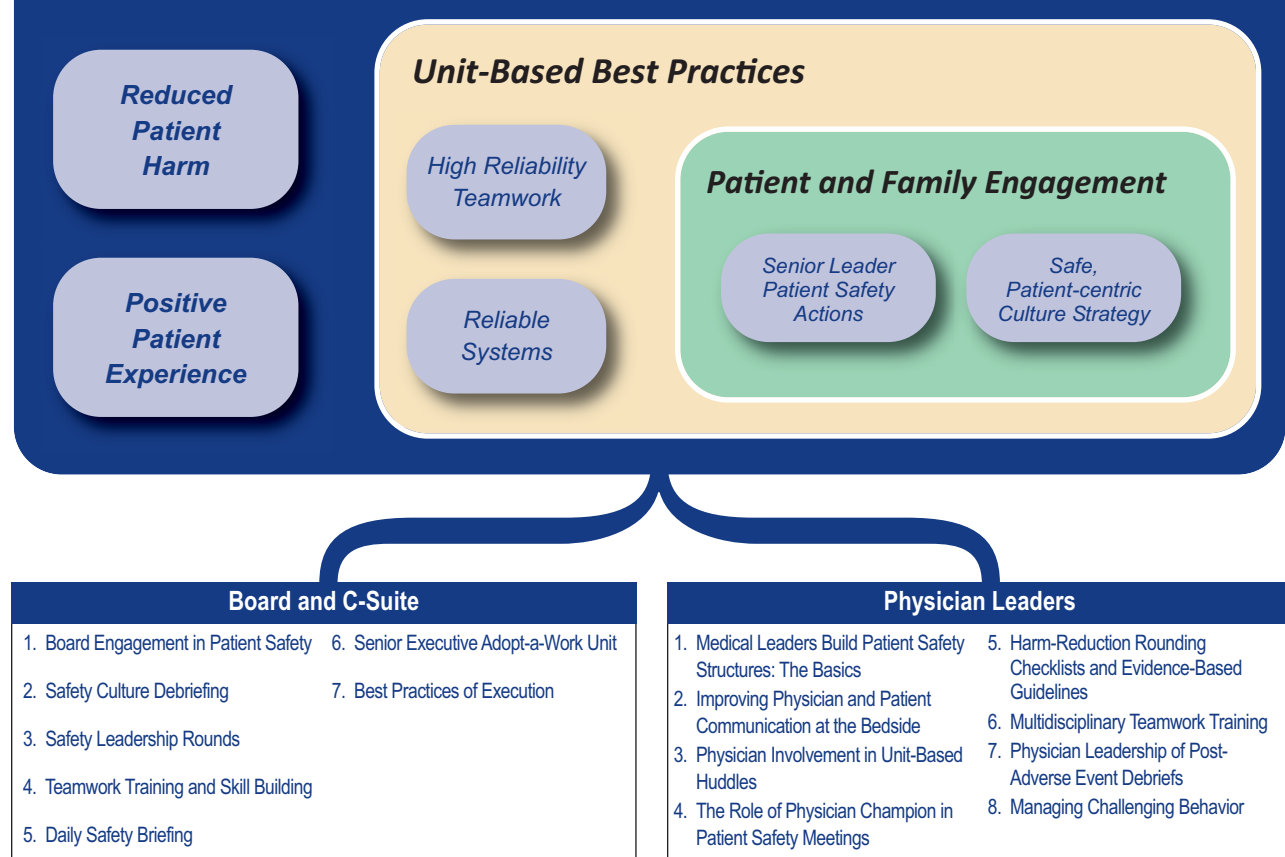 Reduced
Patient
Harm
Positive
Patient
Experience
Unit-Based Best Practices
High Reliability
Teamwork
Reliable
Systems
Patient and Family Engagement
Senior Leader
Patient Safety
Actions
Safe,
Patient-centric
Culture Strategy
Board and C-Suite
1. Board Engagement in Patient Safety
2. Safety Culture Debriefing
3. Safety Leadership Rounds
4. Teamwork Training and Skill Building
5. Daily Safety Briefing
6. Senior Executive Adopt-a-Work Unit
7. Best Practices of Execution
Physician Leaders
1. Medical Leaders Build Patient Safety
Structures: The Basics
2. Improving Physician and Patient
Communication at the Bedside
3. Physician Involvement in Unit-Based
Huddles
4. The Role of Physician Champion in
Patient Safety Meetings
5. Harm-Reduction Rounding
Checklists and Evidence-Based
Guidelines
6. Multidisciplinary Teamwork Training
7. Physician Leadership of Post-
Adverse Event Debriefs
8. Managing Challenging Behavior